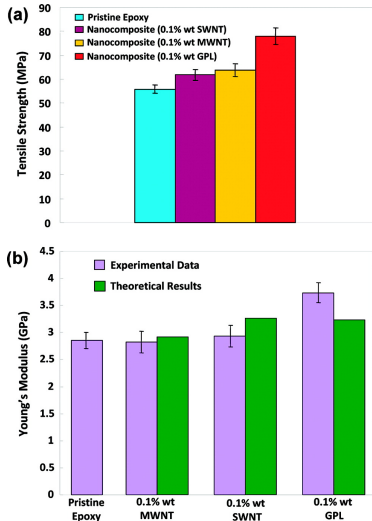 (a)
Pristine Epoxy
Nanocomposite (0.1% wt SWNT)
Nanocomposite (0.1% wt MWNT)
Nanocomposite (0.1% wt GPL)
Tensile Strength (MPa)
90
80
70
60
50
40
30
20
10
0
(b)
Experimental Data
Theoretical Results
Young's Modulus (GPa)
4.5
4
3.5
3
2.5
2
1.5
1
0.5
0
Pristine 0.1% wt 0.1% wt 0.1% wt
Epoxy MWNT SWNT GPL